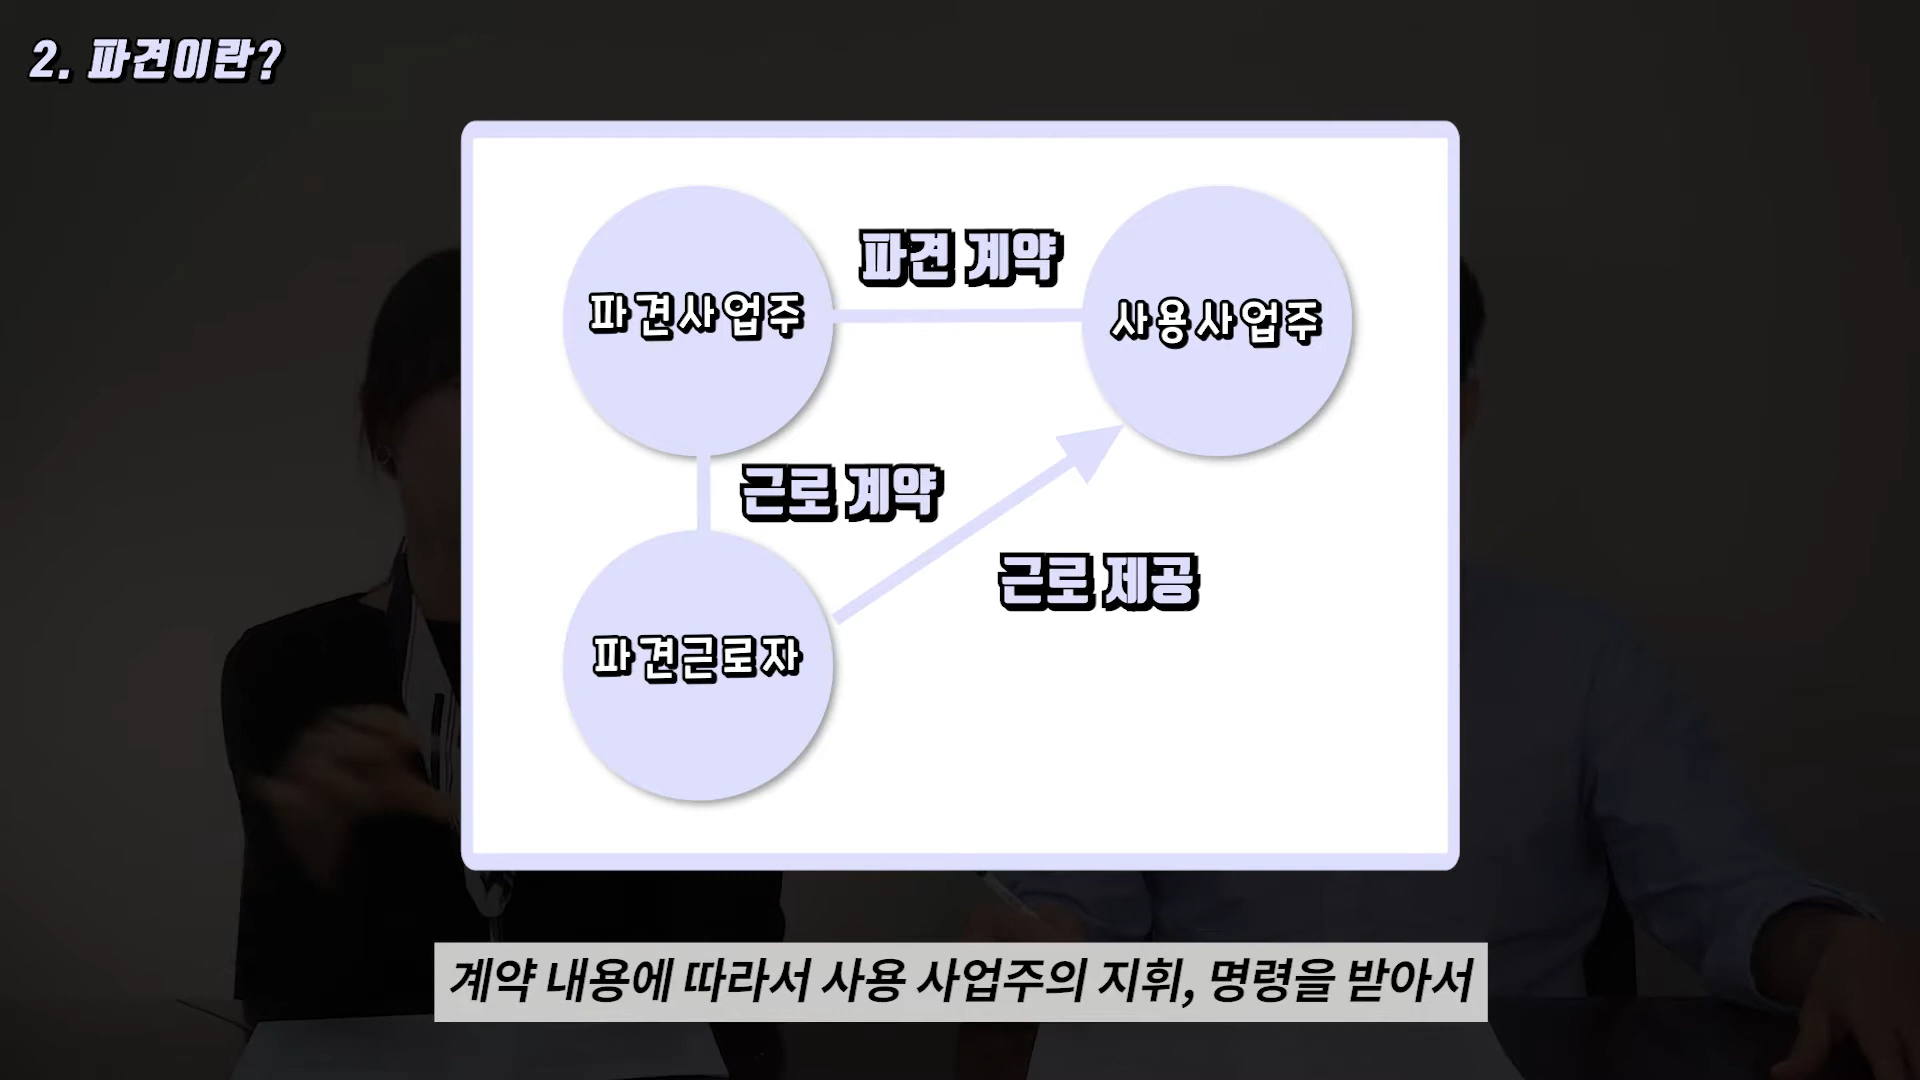 2. 파견이란?
파견 계약
파견사업주
사용사업주
근로 계약
근로 제공
파견근로자
계약 내용에 따라서 사용 사업주의 지휘, 명령을 받아서